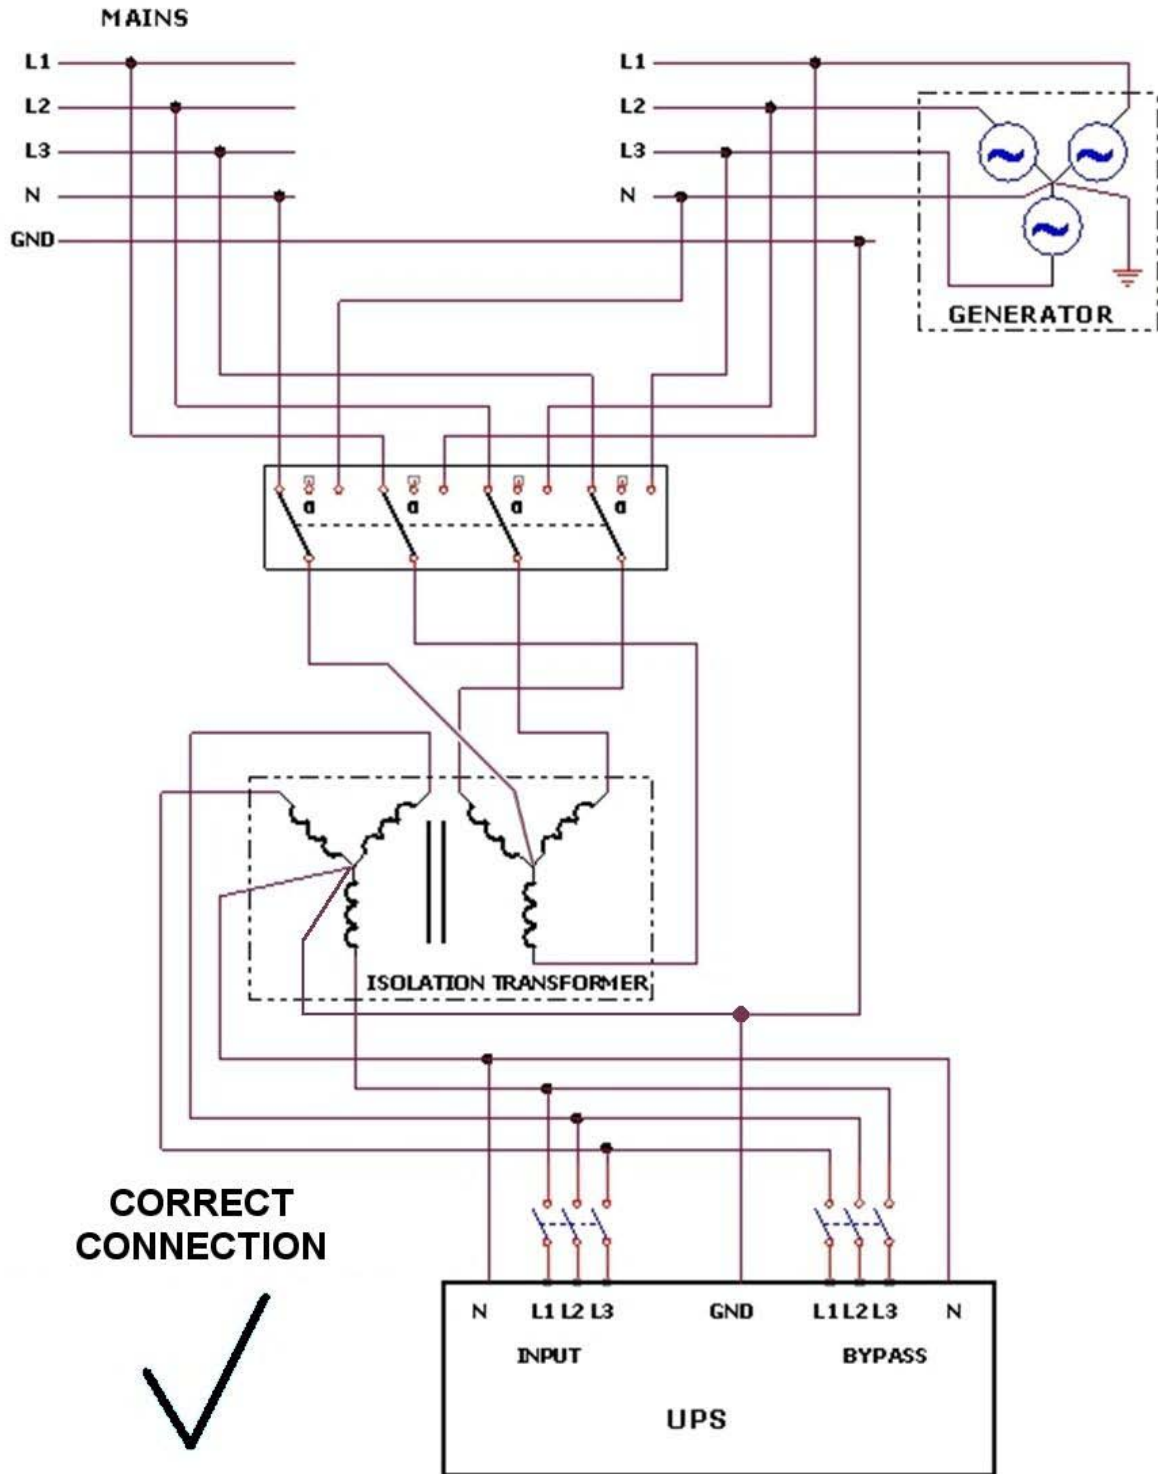 MAINS
L1
L2
L3
N
GND
L1
L2
L3
N
GENERATOR
ISOLATION TRANSFORMER
CORRECT
CONNECTION
N L1 L2 L3 GND L1 L2 L3 N
INPUT BYPASS
UPS